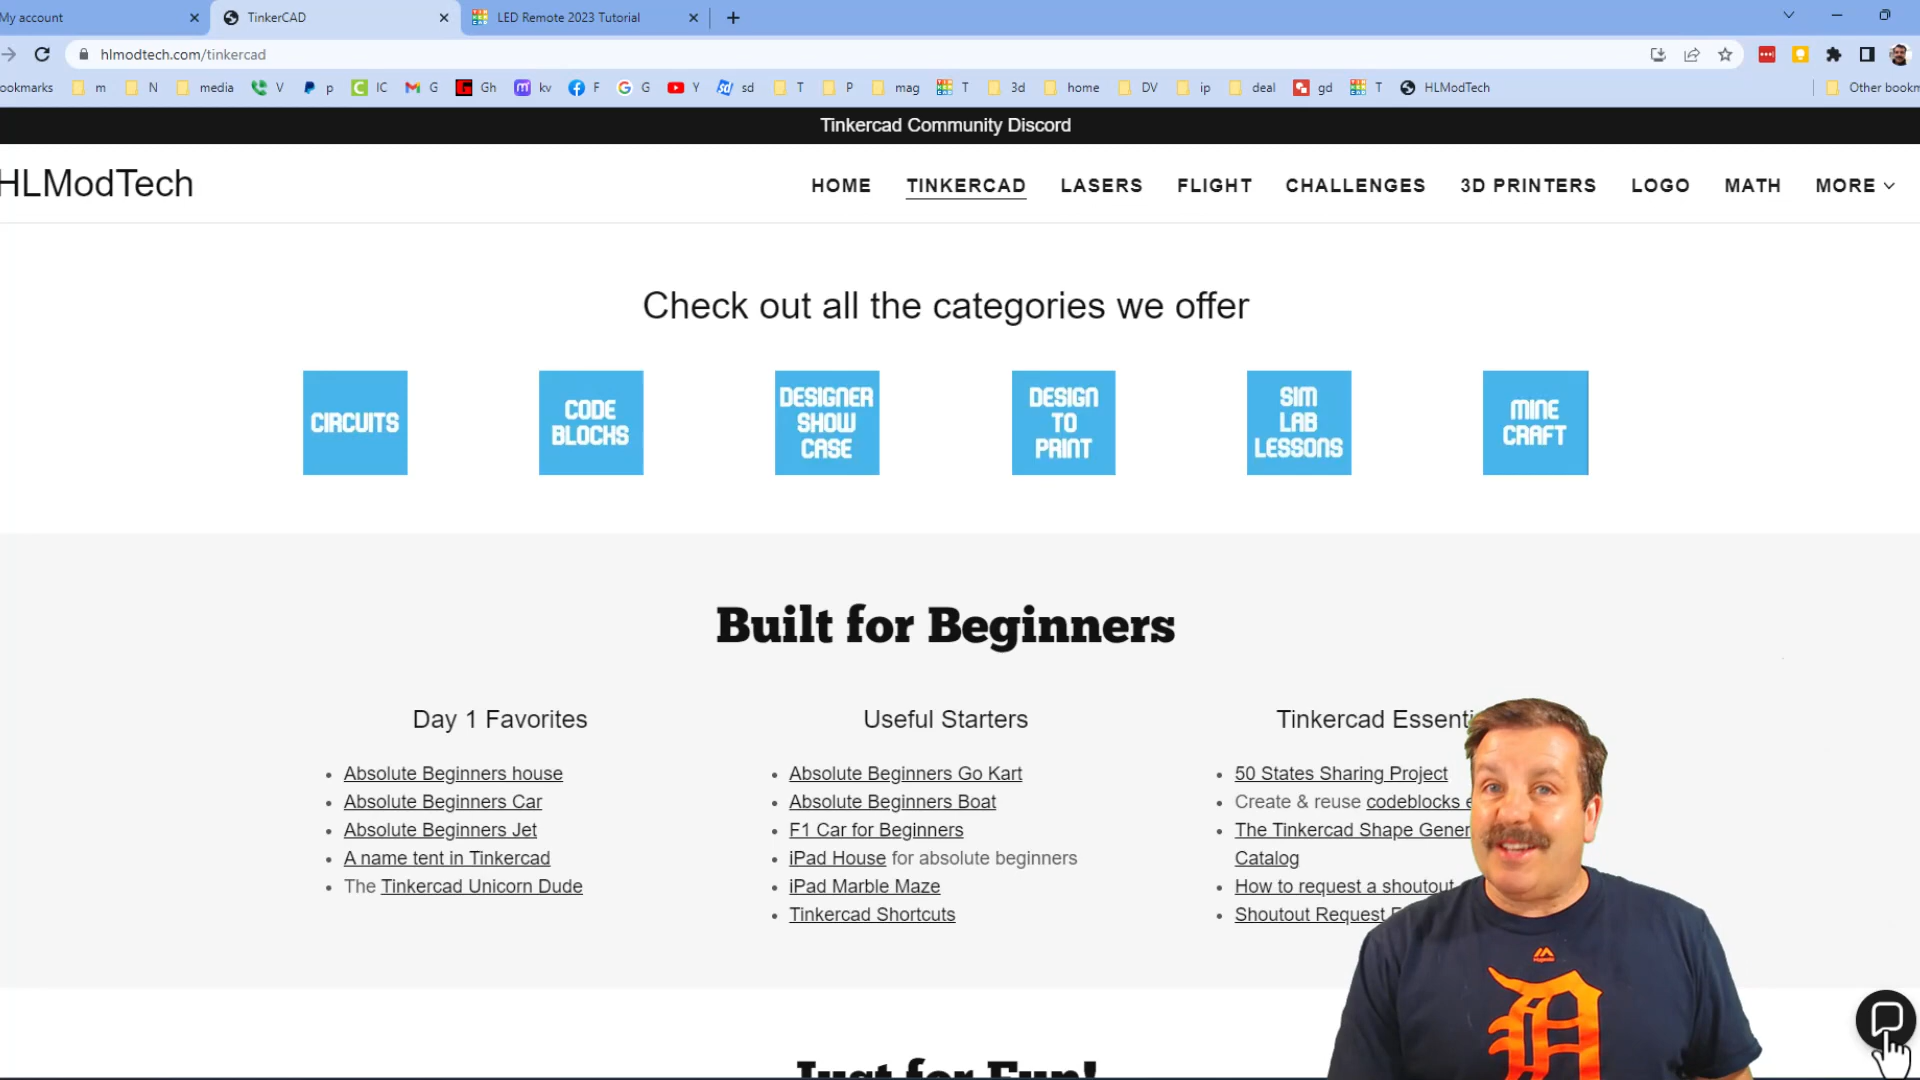 My account
TinkerCAD
LED Remote 2023 Tutorial
hlmodtech.com/tinkercad
ookmarks m N media V p IC G Gh kv F G Y sd T P mag T 3d home DV ip deal gd T HLModTech Other bookm
Tinkercad Community Discord
HLModTech
HOME TINKERCAD LASERS FLIGHT CHALLENGES 3D PRINTERS LOGO MATH MORE
Check out all the categories we offer
CIRCUITS
CODE
BLOCKS
DESIGNER
SHOW
CASE
DESIGN
TO
PRINT
SIM
LAB
LESSONS
MINE
CRAFT
Built for Beginners
Day 1 Favorites
Absolute Beginners house
Absolute Beginners Car
Absolute Beginners Jet
A name tent in Tinkercad
The Tinkercad Unicorn Dude
Useful Starters
Absolute Beginners Go Kart
Absolute Beginners Boat
F1 Car for Beginners
iPad House for absolute beginners
iPad Marble Maze
Tinkercad Shortcuts
Tinkercad Essenti
50 States Sharing Project
Create & reuse codeblocks e
The Tinkercad Shape Gener
Catalog
How to request a shoutout
Shoutout Request F
D
Just for Fun!